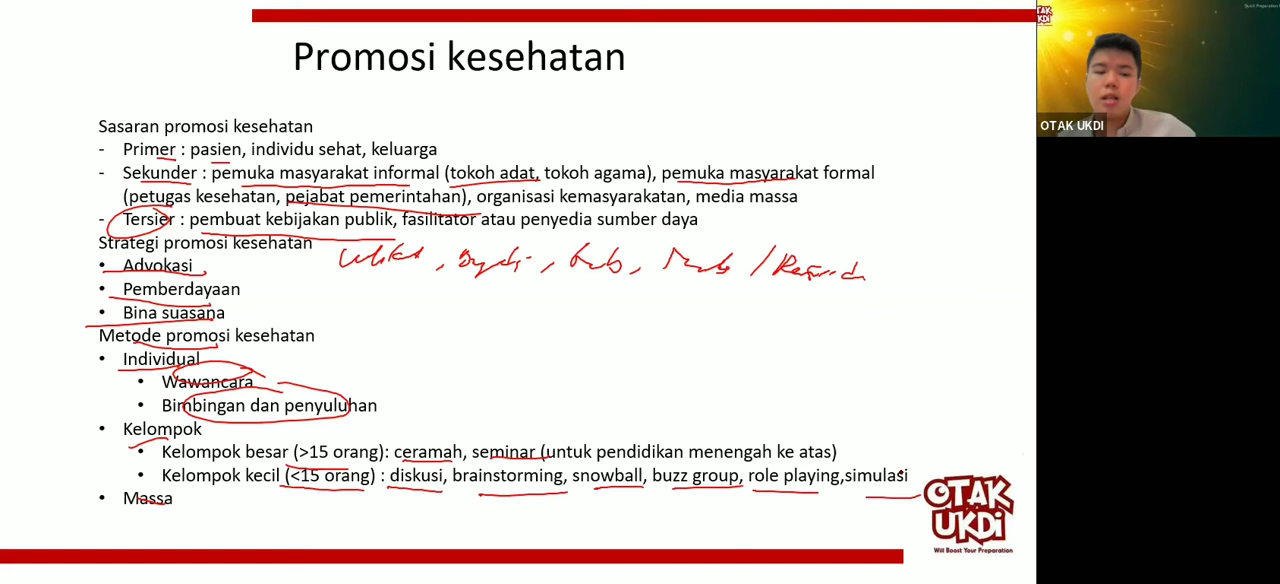 Promosi kesehatan
Sasaran promosi kesehatan
- Primer : pasien, individu sehat, keluarga
- Sekunder : pemuka masyarakat informal (tokoh adat, tokoh agama), pemuka masyarakat formal
(petugas kesehatan, pejabat pemerintahan), organisasi kemasyarakatan, media massa
- Tersier : pembuat kebijakan publik, fasilitator atau penyedia sumber daya
Strategi promosi kesehatan
• Advokasi
• Pemberdayaan
• Bina suasana
Metode promosi kesehatan
• Individual
• Wawancara
• Bimbingan dan penyuluhan
• Kelompok
• Kelompok besar (>15 orang): ceramah, seminar (untuk pendidikan menengah ke atas)
• Kelompok kecil (<15 orang) : diskusi, brainstorming, snowball, buzz group, role playing,simulasi
• Massa
OTAK UKDI
OTAK
UKDi
Will Boost Your Preparation